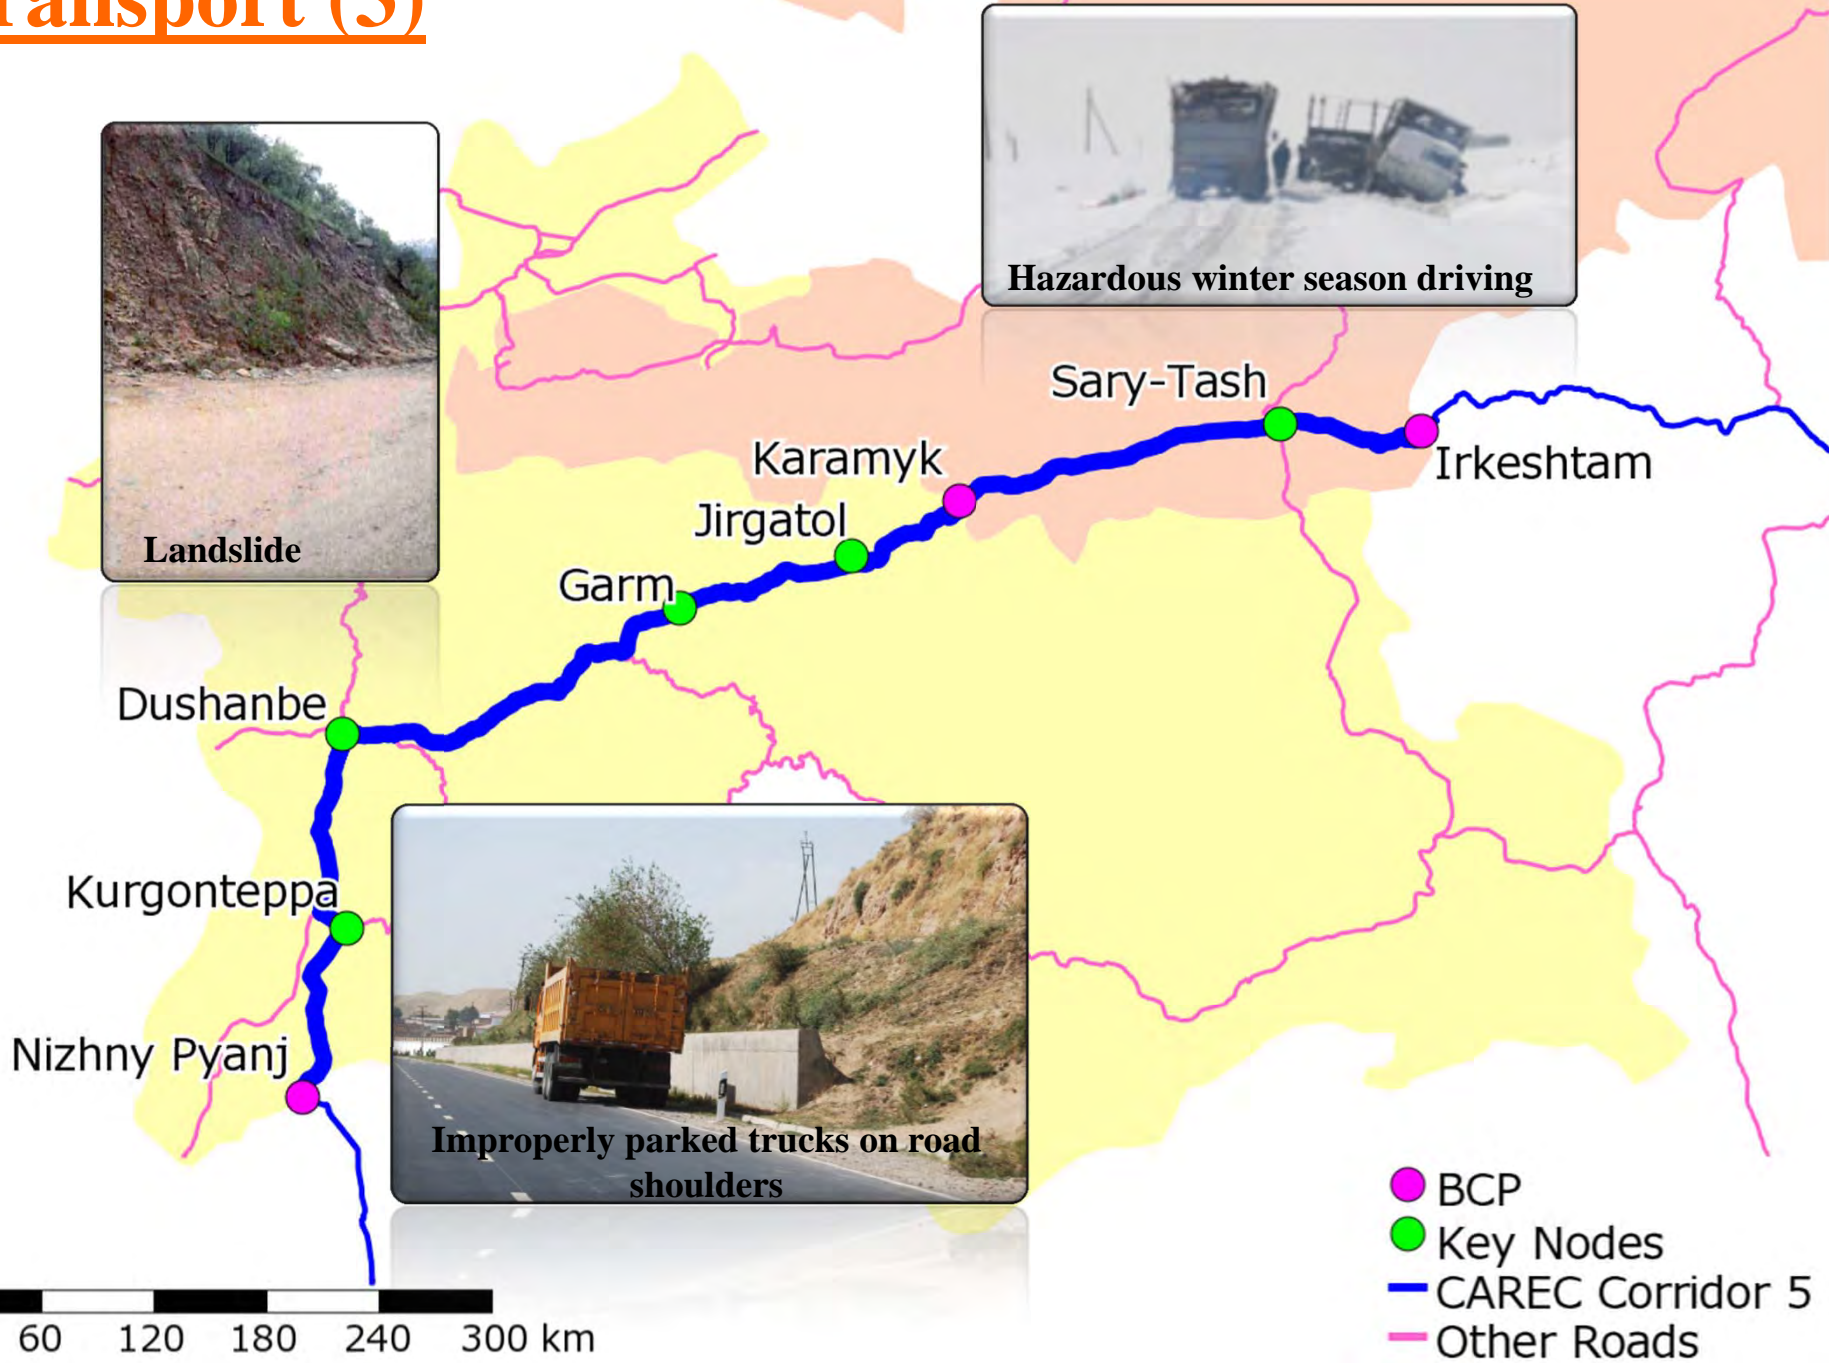 Transport (3)
Hazardous winter season driving
Landslide
Sary-Tash
Karamyk
Irkeshtam
Jirgatol
Garm
Dushanbe
Kurgonteppa
Nizhny Pyanj
Improperly parked trucks on road
shoulders
BCP
Key Nodes
CAREC Corridor 5
Other Roads
60 120 180 240 300 km